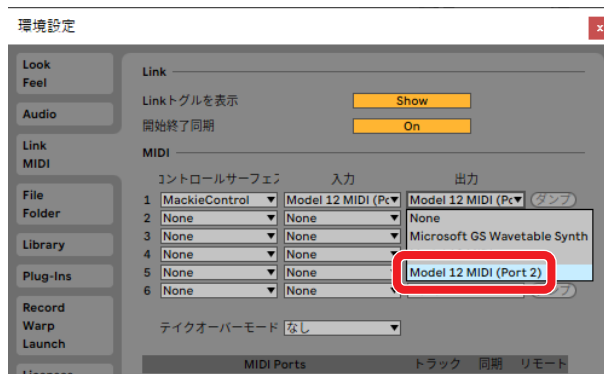 環境設定
x
Look
Feel
Audio
Link
MIDI
File
Folder
Library
Plug-Ins
Record
Warp
Launch
Link
Linkトグルを表示 Show
開始終了同期 On
MIDI
コントロールサーフェス 入力 出力
1 MackieControl Model 12 MIDI (Pc Model 12 MIDI (Pc ダンプ
2 None None
3 None None
4 None None
5 None None
6 None None ダンプ
None
Microsoft GS Wavetable Synth
Model 12 MIDI (Port 2)
テイクオーバーモード なし
MIDI Ports トラック 同期 リモート